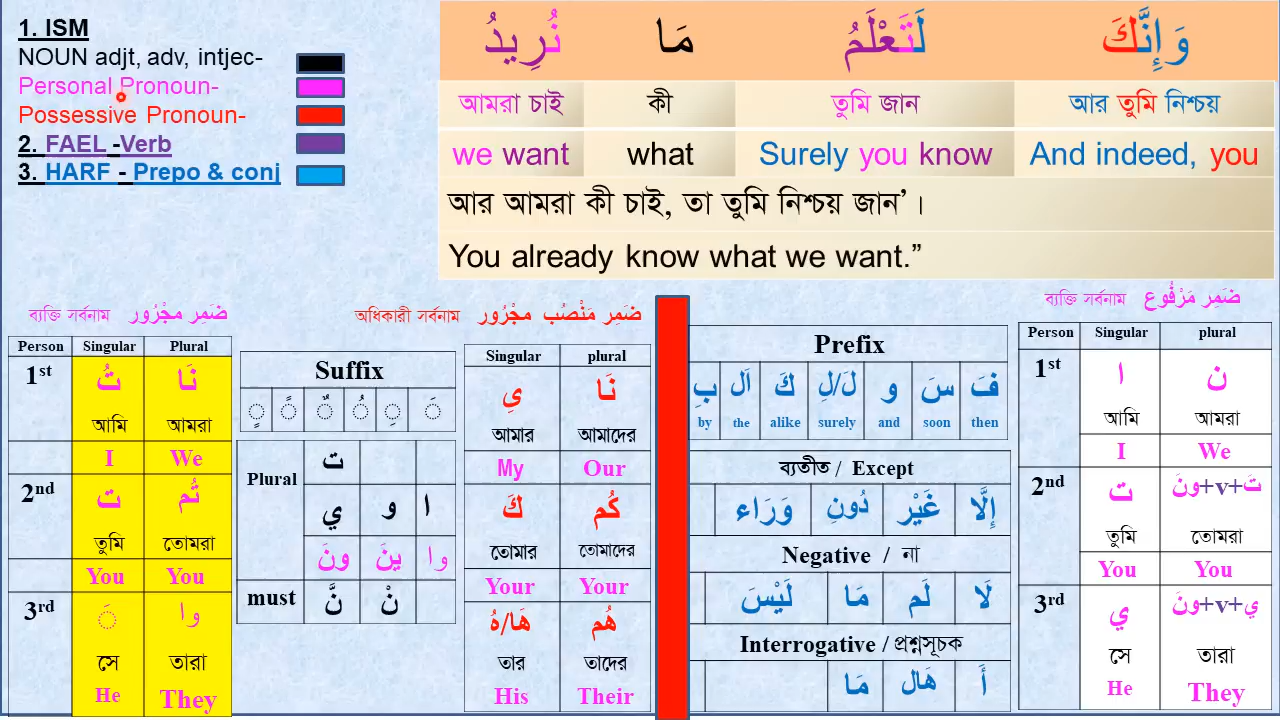 1. ISM
NOUN adjt, adv, intjec-
Personal Pronoun-
Possessive Pronoun-
2. FAEL -Verb
3. HARF - Prepo & conj
وَإِنَّكَ لَتَعْلَمُ مَا نُرِيدُ
আমরা চাই কী তুমি জান আর তুমি নিশ্চয়
we want what Surely you know And indeed, you
আর আমরা কী চাই, তা তুমি নিশ্চয় জান’।
You already know what we want.”
ব্যক্তি সর্বনাম ضَمِر مجْرُور
Person Singular Plural
1st تُ نَا
আমি আমরা
I We
2nd ت تُم
তুমি তোমরা
You You
3rd َ وا
সে তারা
He They
Suffix
ٍ ً ٌ ُ ِ َ
Plural ت
ي و ا
ونَ ينَ وا
must نَّ نْ
অধিকারী সর্বনাম ضَمِر مَنْصُب مجْرُور
Singular plural
يِ نَا
আমার আমাদের
My Our
كَ كُم
তোমার তোমাদের
Your Your
هَا/هُ هُم
তার তাদের
His Their
Prefix
بِ اَل كَ لَ/لِ و سَ فَ
by the alike surely and soon then
ব্যতীত / Except
وَرَاء دُونِ غَيْر إِلَّا
Negative / না
لَيْسَ مَا لَم لَا
Interrogative / প্রশ্নসূচক
مَا هَال أَ
ব্যক্তি সর্বনাম ضَمِر مَرْفُوع
Person Singular plural
1st ا ن
আমি আমরা
I We
2nd ت تَ+v+ونَ
তুমি তোমরা
You You
3rd ي ي+v+ونَ
সে তারা
He They